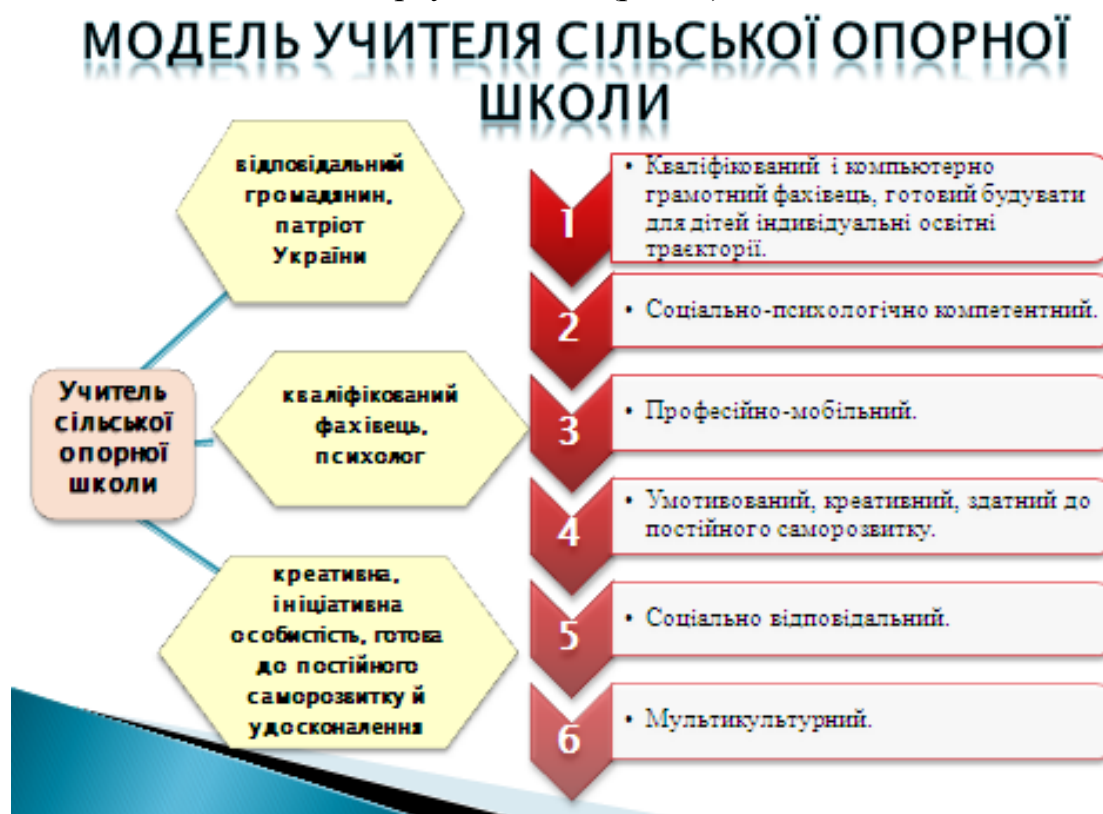 МОДЕЛЬ УЧИТЕЛЯ СІЛЬСЬКОЇ ОПОРНОЇ
ШКОЛИ
Учитель
сільської
опорної
школи
відповідальний
громадянин,
патріот
України
кваліфікований
фахівець,
психолог
креативна,
ініціативна
особистість, готова
до постійного
саморозвитку й
удосконалення
1
• Кваліфікований і компьютерно
грамотний фахівець, готовий будувати
для дітей індивідуальні освітні
траєкторії.
2
• Соціально-психологічно компетентний.
3
• Професійно-мобільний.
4
• Умотивований, креативний, здатний до
постійного саморозвитку.
5
• Соціально відповідальний.
6
• Мультикультурний.